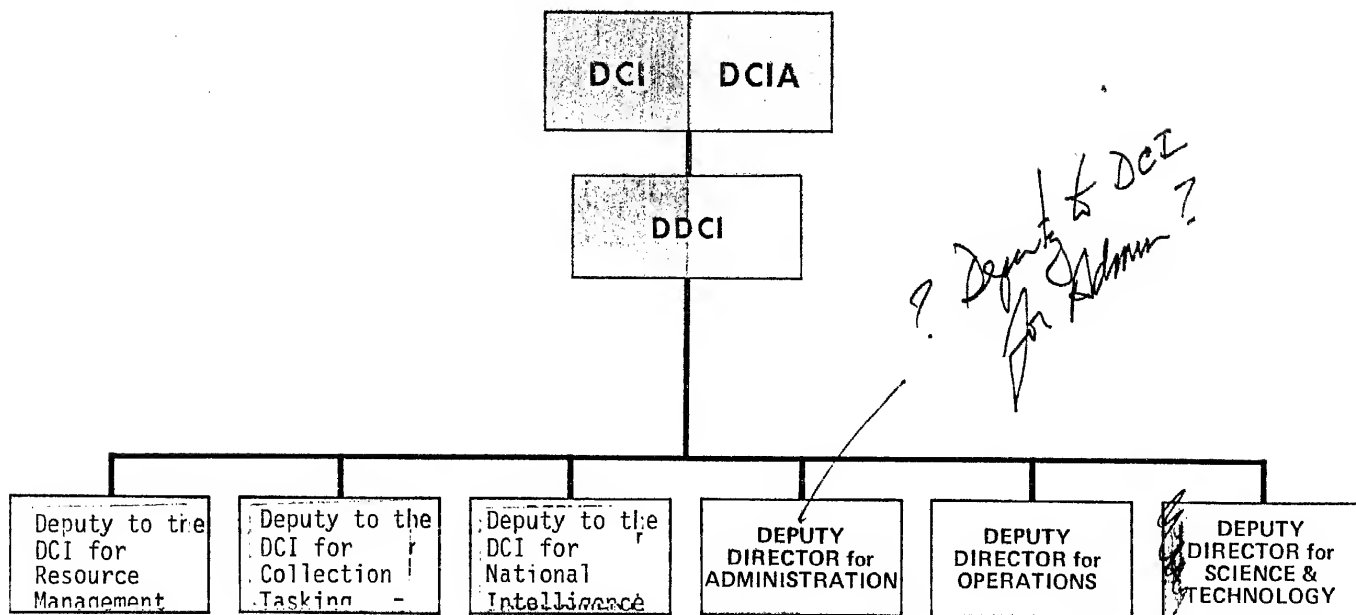 DCI DCIA
DDCI
? Deputy to DCI
for Admin ?
Deputy to the
DCI for
Resource
Management
Deputy to the
DCI for
Collection
Tasking
Deputy to the
DCI for
National
Intelligence
DEPUTY
DIRECTOR for
ADMINISTRATION
DEPUTY
DIRECTOR for
OPERATIONS
DEPUTY
DIRECTOR for
SCIENCE &
TECHNOLOGY